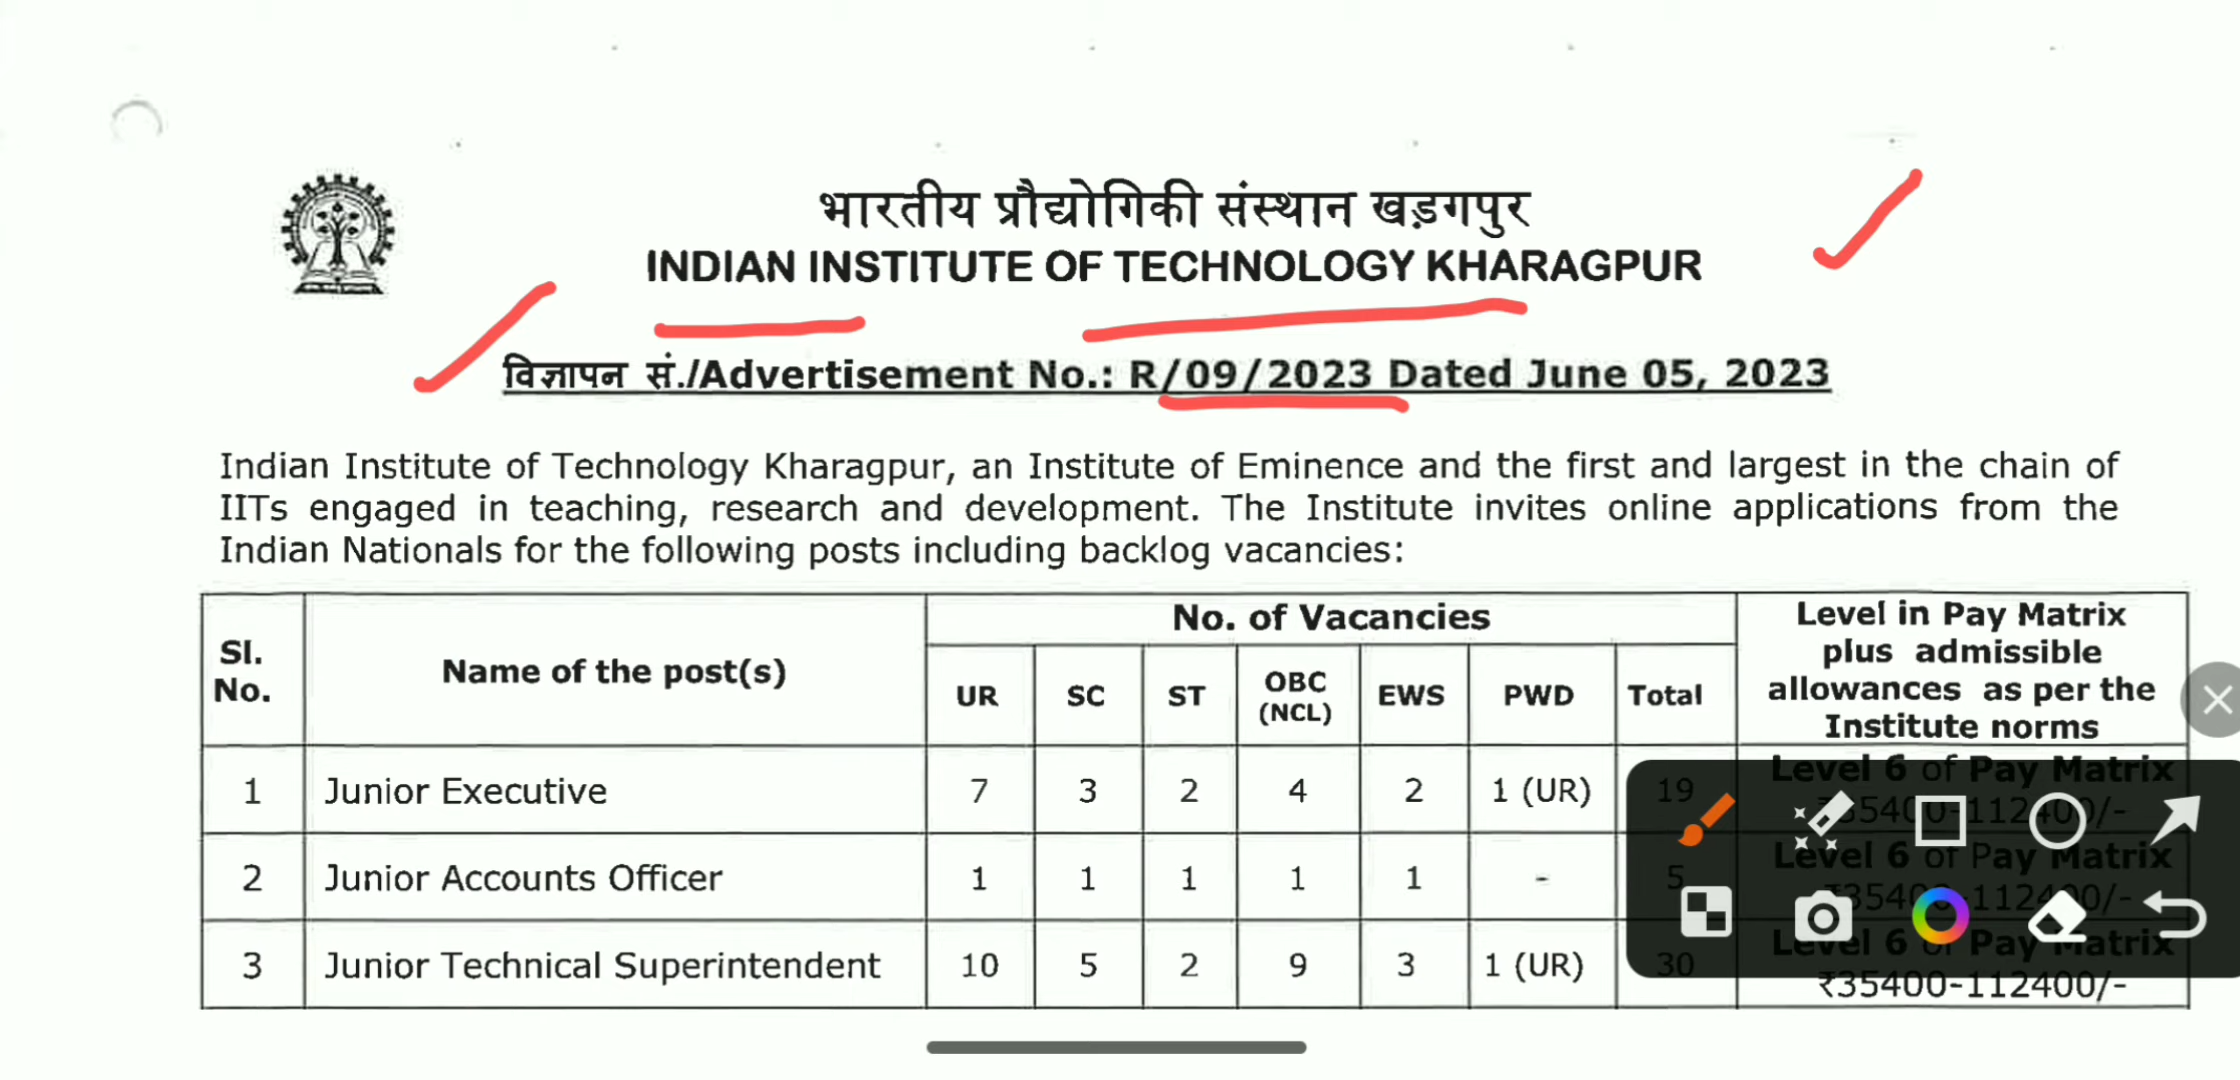 भारतीय प्रौद्योगिकी संस्थान खड़गपुर
INDIAN INSTITUTE OF TECHNOLOGY KHARAGPUR
विज्ञापन सं./Advertisement No.: R/09/2023 Dated June 05, 2023
Indian Institute of Technology Kharagpur, an Institute of Eminence and the first and largest in the chain of
IITs engaged in teaching, research and development. The Institute invites online applications from the
Indian Nationals for the following posts including backlog vacancies:
Sl. No. Name of the post(s) No. of Vacancies Level in Pay Matrix plus admissible allowances as per the Institute norms
UR SC ST OBC (NCL) EWS PWD Total
1 Junior Executive 7 3 2 4 2 1 (UR) 19 Level 6 of Pay Matrix ₹35400-112400/-
2 Junior Accounts Officer 1 1 1 1 1 - 5 Level 6 of Pay Matrix ₹35400-112400/-
3 Junior Technical Superintendent 10 5 2 9 3 1 (UR) 30 Level 6 of Pay Matrix ₹35400-112400/-